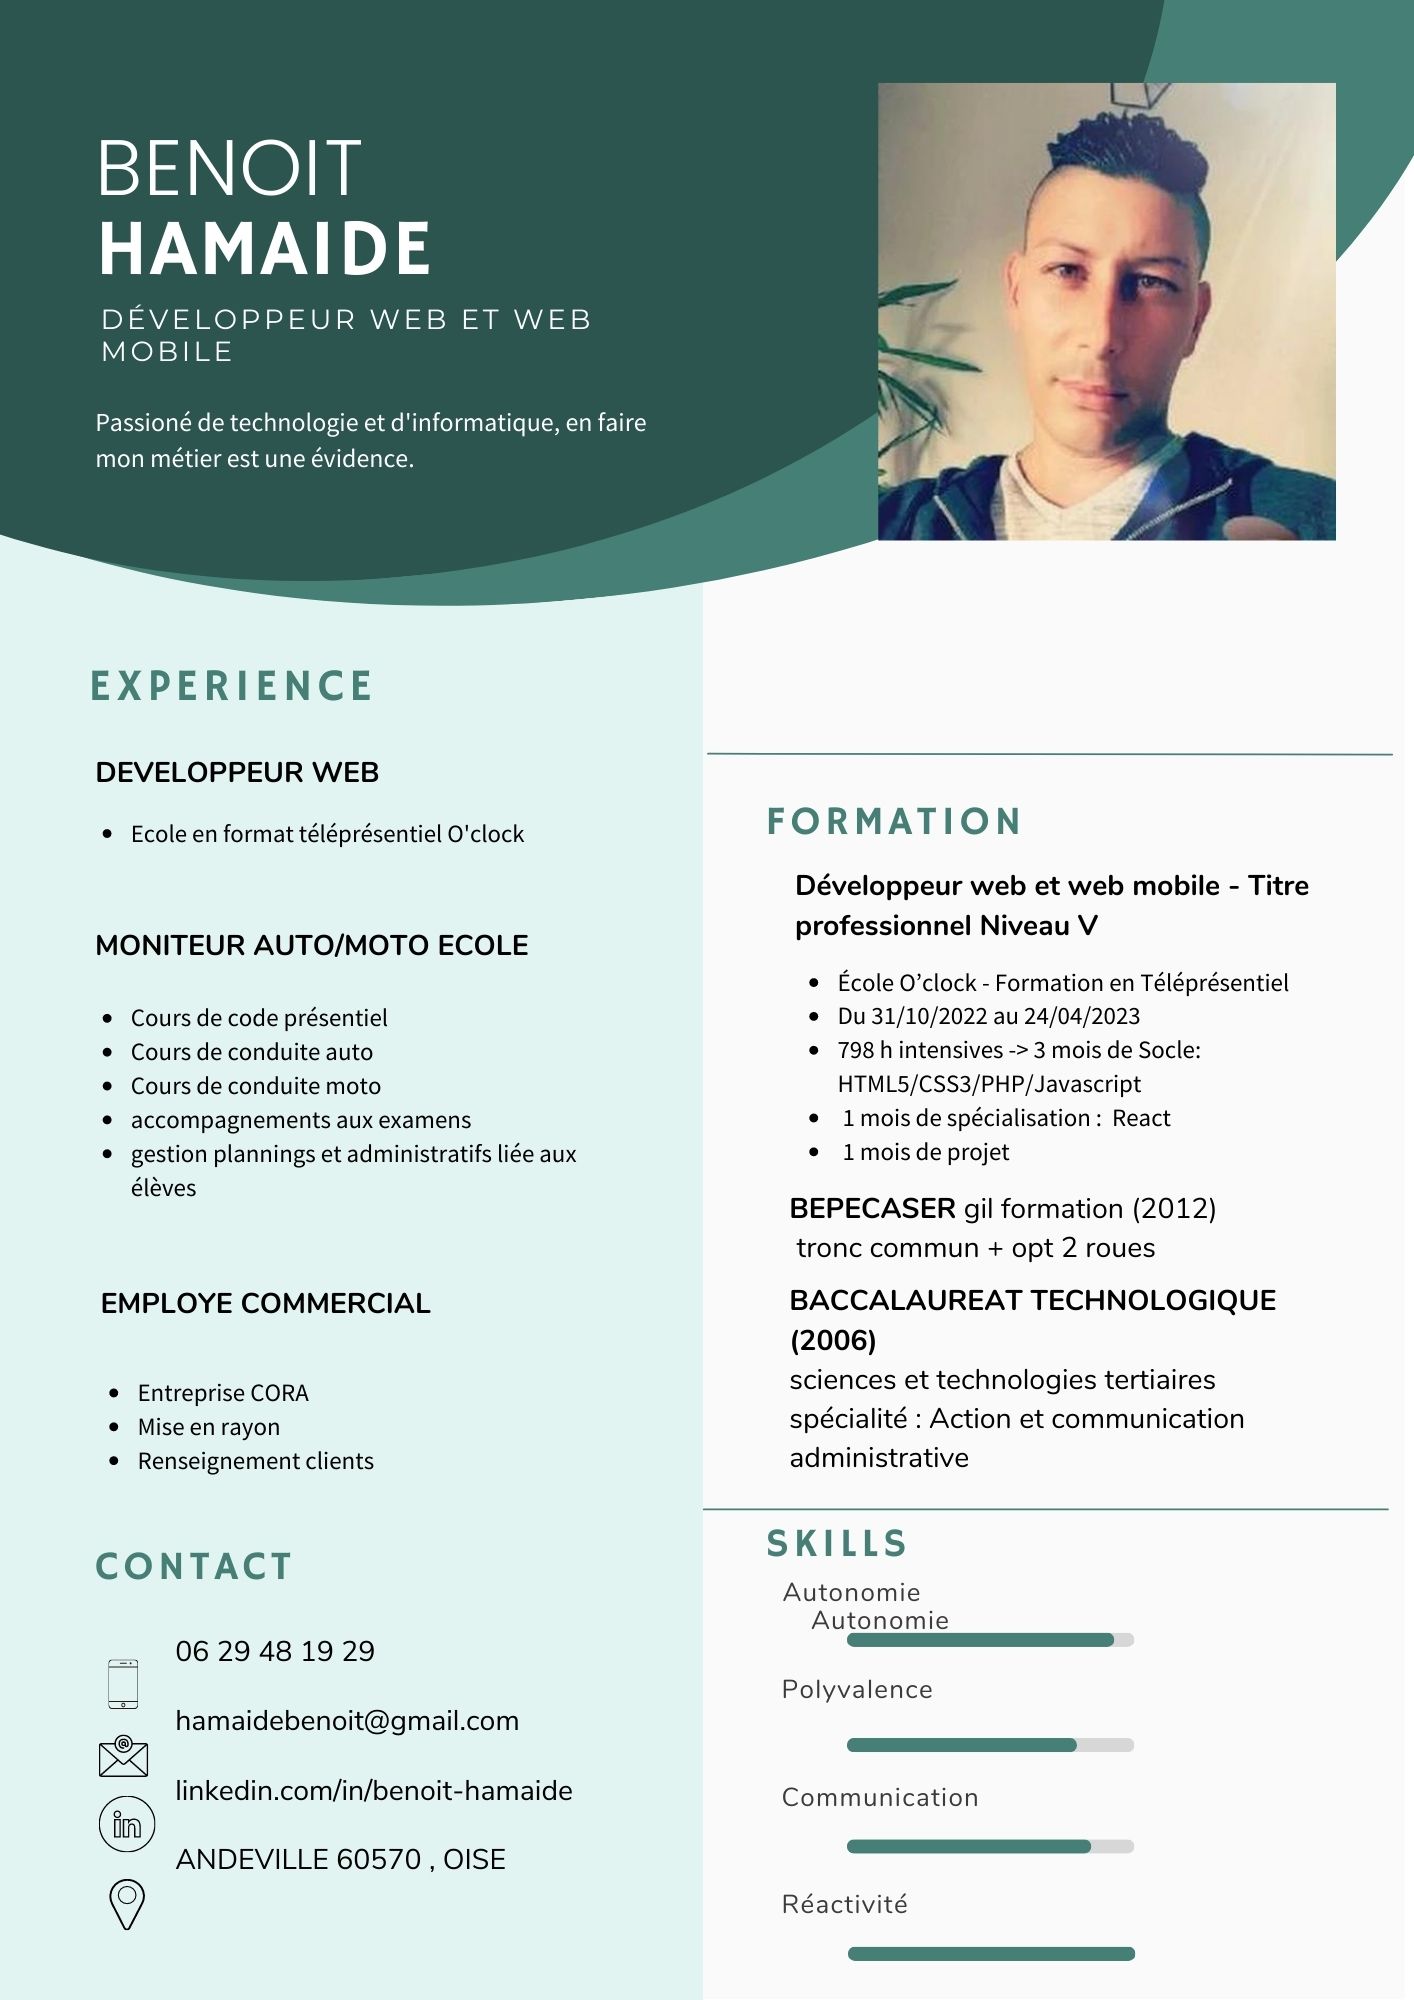 BENOIT
HAMAIDE
DÉVELOPPEUR WEB ET WEB
MOBILE
Passioné de technologie et d'informatique, en faire
mon métier est une évidence.
EXPERIENCE
DEVELOPPEUR WEB
• Ecole en format téléprésentiel O'clock
MONITEUR AUTO/MOTO ECOLE
• Cours de code présentiel
• Cours de conduite auto
• Cours de conduite moto
• accompagnements aux examens
• gestion plannings et administratifs liée aux
élèves
EMPLOYE COMMERCIAL
• Entreprise CORA
• Mise en rayon
• Renseignement clients
CONTACT
06 29 48 19 29
hamaidebenoit@gmail.com
in
linkedin.com/in/benoit-hamaide
ANDEVILLE 60570 , OISE
FORMATION
Développeur web et web mobile - Titre
professionnel Niveau V
• École O’clock - Formation en Téléprésentiel
• Du 31/10/2022 au 24/04/2023
• 798 h intensives -> 3 mois de Socle:
HTML5/CSS3/PHP/Javascript
• 1 mois de spécialisation : React
• 1 mois de projet
BEPECASER gil formation (2012)
tronc commun + opt 2 roues
BACCALAUREAT TECHNOLOGIQUE
(2006)
sciences et technologies tertiaires
spécialité : Action et communication
administrative
SKILLS
Autonomie
Autonomie
Polyvalence
Communication
Réactivité